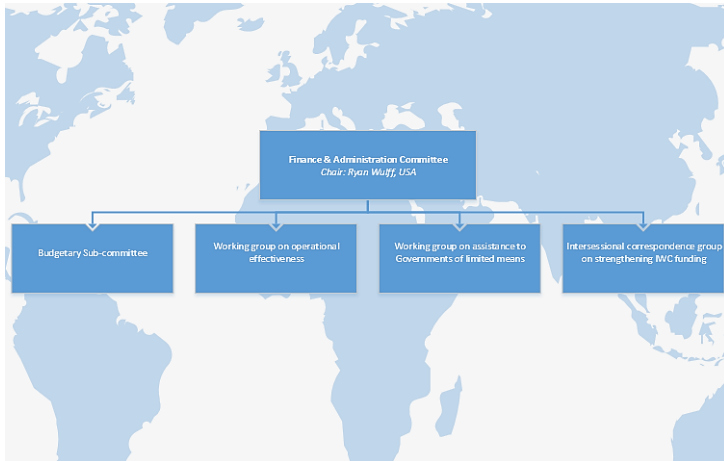 Finance & Administration Committee
Chair: Ryan Wulff, USA
Budgetary Sub-committee
Working group on operational
effectiveness
Working group on assistance to
Governments of limited means
Intersessional correspondence group
on strengthening IWC funding